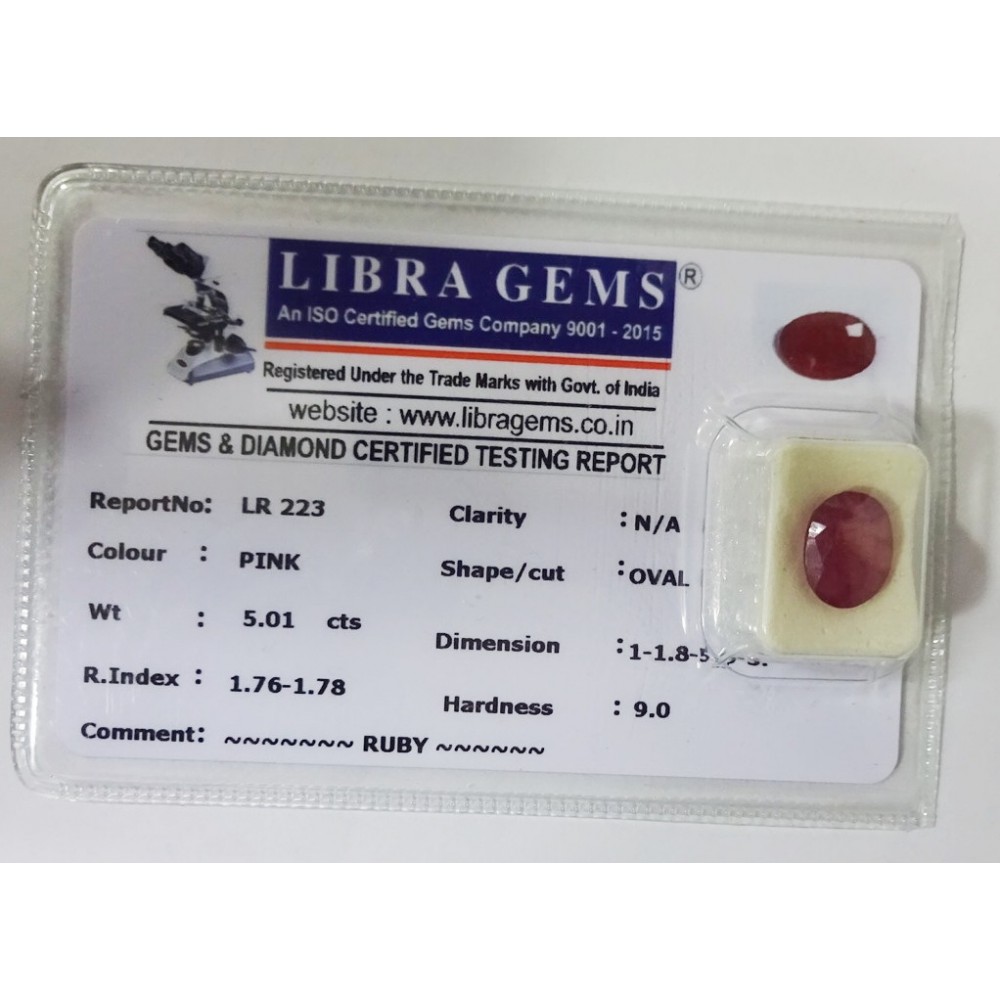 LIBRA GEMS®
An ISO Certified Gems Company 9001 - 2015
Registered Under the Trade Marks with Govt. of India
website : www.libragems.co.in
GEMS & DIAMOND CERTIFIED TESTING REPORT
ReportNo: LR 223
Clarity : N/A
Colour : PINK
Shape/cut : OVAL
Wt : 5.01 cts
Dimension :
R.Index : 1.76-1.78
Hardness : 9.0
Comment: ~~~~~~~ RUBY ~~~~~~